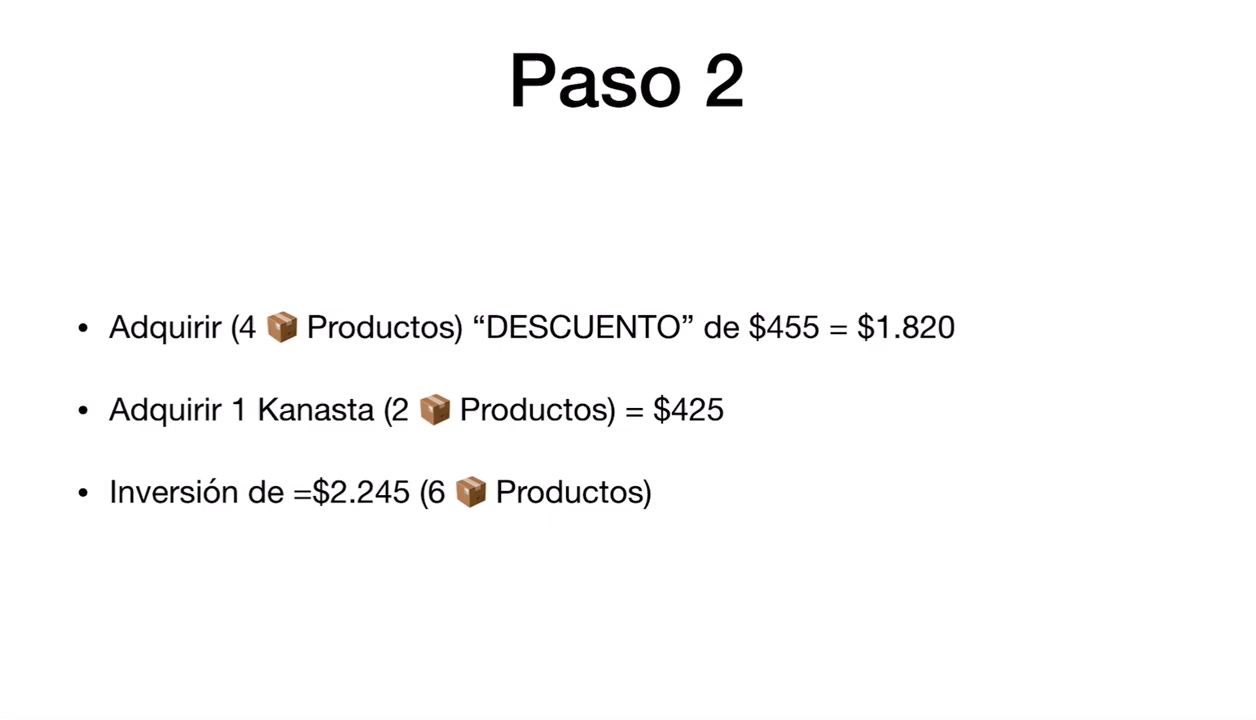 Paso 2
• Adquirir (4 📦 Productos) “DESCUENTO” de $455 = $1.820
• Adquirir 1 Kanasta (2 📦 Productos) = $425
• Inversión de =$2.245 (6 📦 Productos)